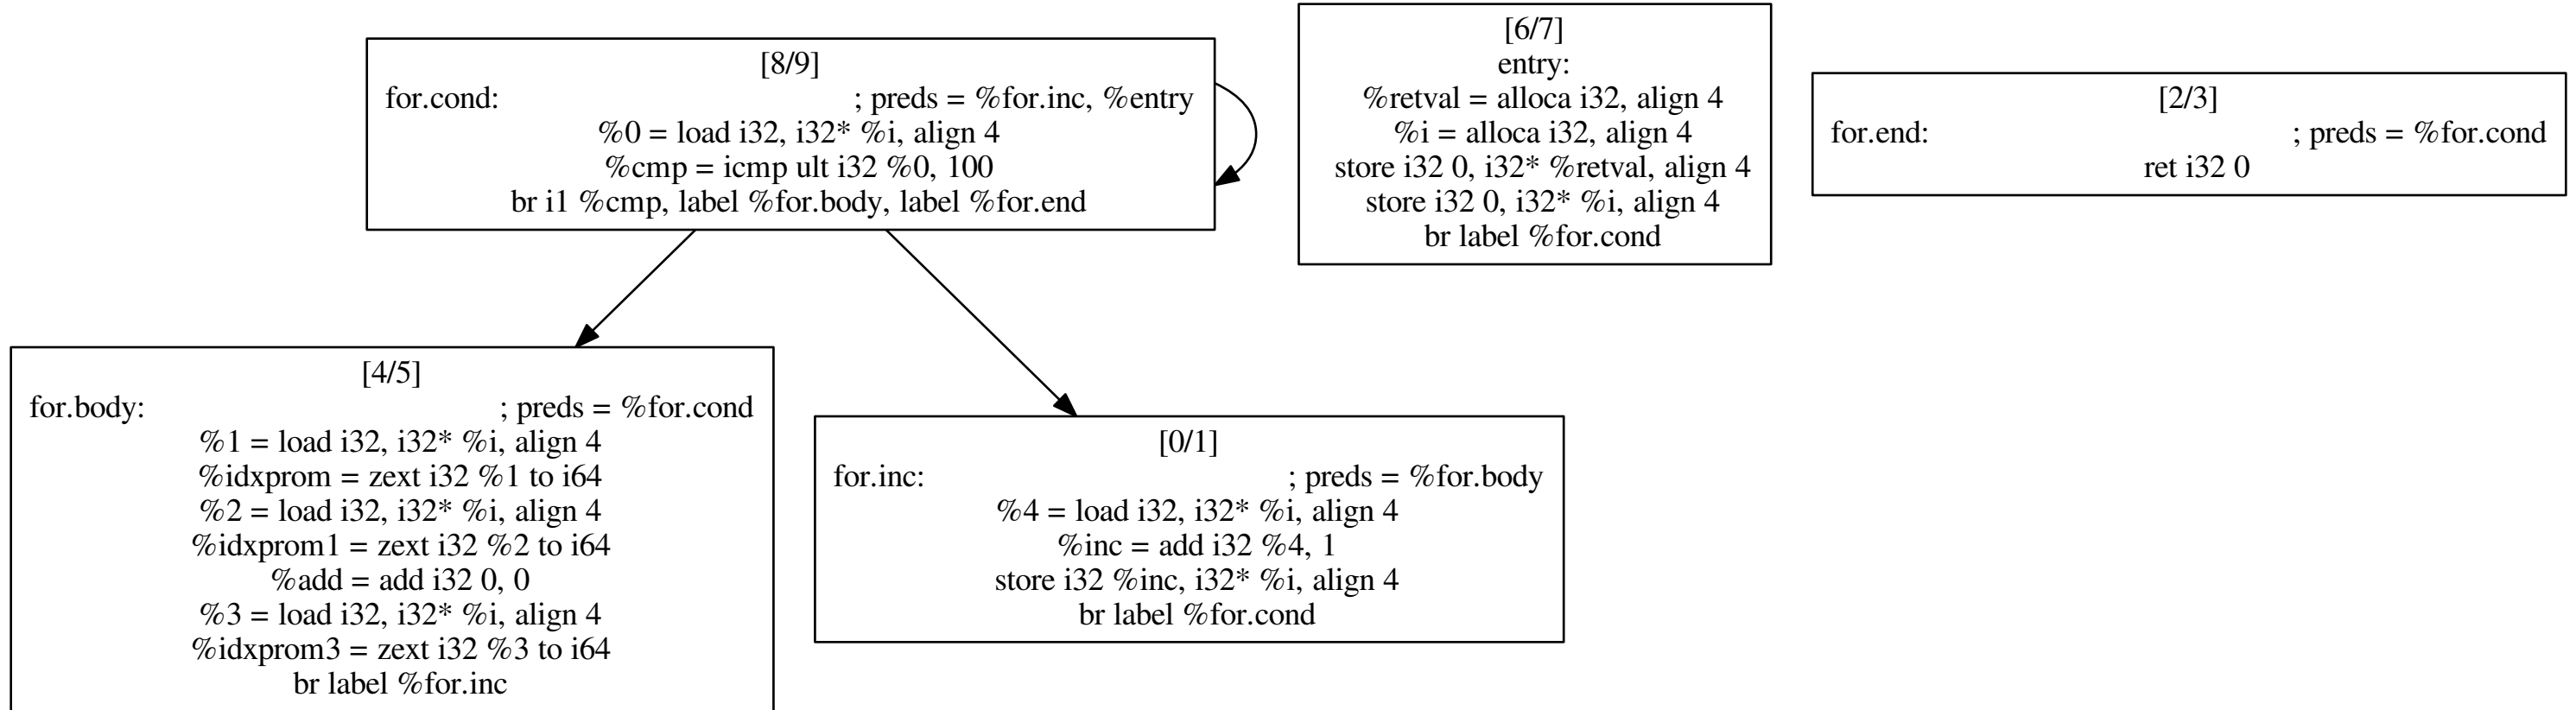 [8/9]
for.cond: ; preds = %for.inc, %entry
%0 = load i32, i32* %i, align 4
%cmp = icmp ult i32 %0, 100
br i1 %cmp, label %for.body, label %for.end
[6/7]
entry:
%retval = alloca i32, align 4
%i = alloca i32, align 4
store i32 0, i32* %retval, align 4
store i32 0, i32* %i, align 4
br label %for.cond
[2/3]
for.end: ; preds = %for.cond
ret i32 0
[4/5]
for.body: ; preds = %for.cond
%1 = load i32, i32* %i, align 4
%idxprom = zext i32 %1 to i64
%2 = load i32, i32* %i, align 4
%idxprom1 = zext i32 %2 to i64
%add = add i32 0, 0
%3 = load i32, i32* %i, align 4
%idxprom3 = zext i32 %3 to i64
br label %for.inc
[0/1]
for.inc: ; preds = %for.body
%4 = load i32, i32* %i, align 4
%inc = add i32 %4, 1
store i32 %inc, i32* %i, align 4
br label %for.cond